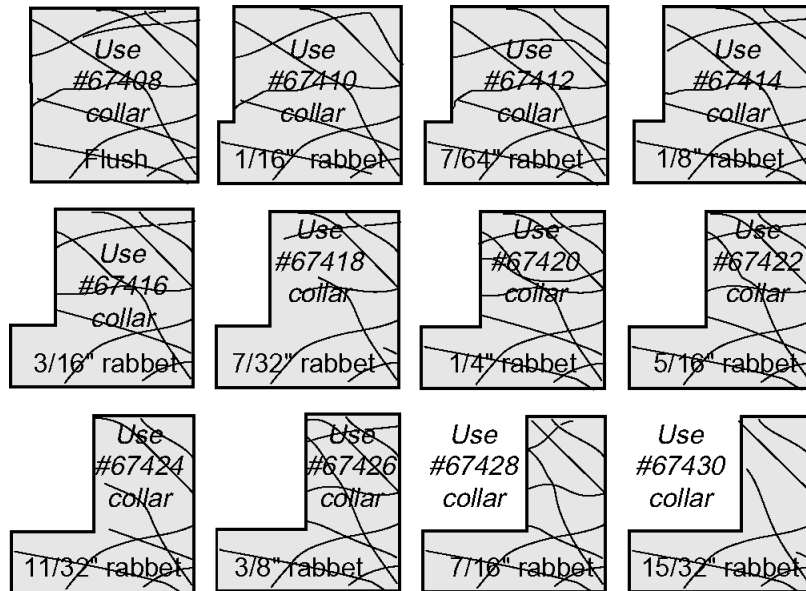 Use
#67408
collar
Flush
Use
#67410
collar
1/16" rabbet
Use
#67412
collar
7/64" rabbet
Use
#67414
collar
1/8" rabbet
Use
#67416
collar
3/16" rabbet
Use
#67418
collar
7/32" rabbet
Use
#67420
collar
1/4" rabbet
Use
#67422
collar
5/16" rabbet
Use
#67424
collar
11/32" rabbet
Use
#67426
collar
3/8" rabbet
Use
#67428
collar
7/16" rabbet
Use
#67430
collar
15/32" rabbet